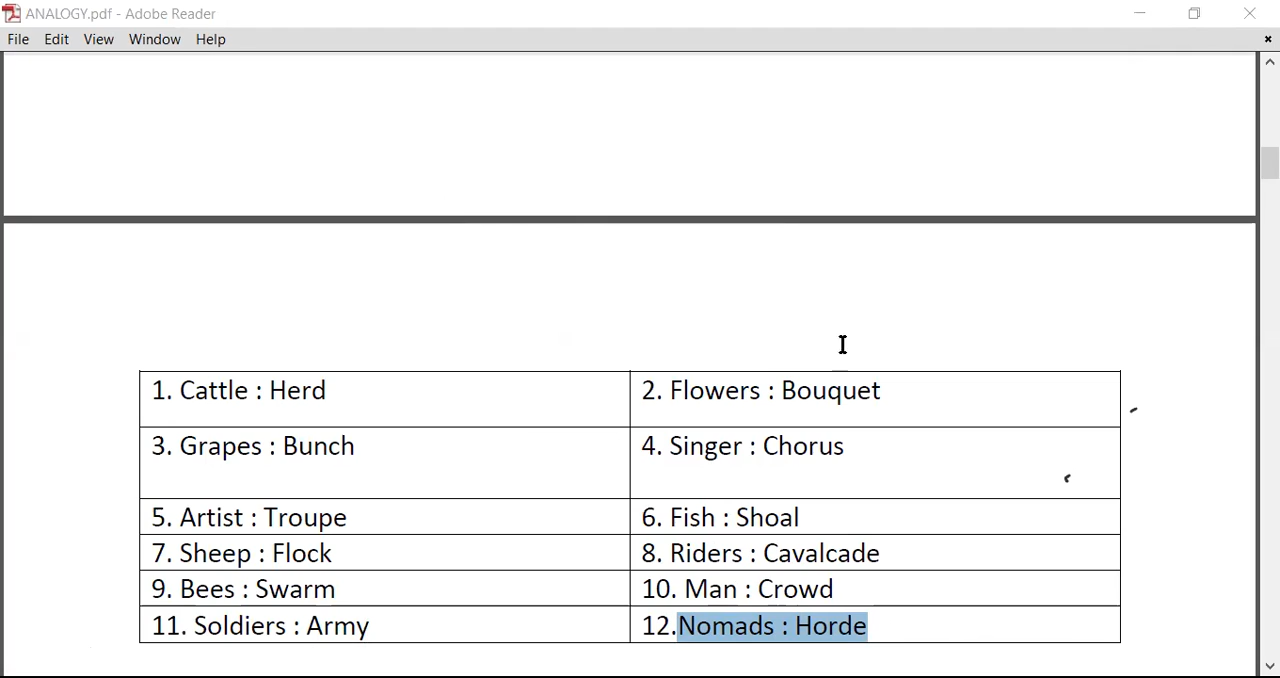 ANALOGY.pdf - Adobe Reader
File Edit View Window Help
1. Cattle : Herd
2. Flowers : Bouquet
3. Grapes : Bunch
4. Singer : Chorus
5. Artist : Troupe
6. Fish : Shoal
7. Sheep : Flock
8. Riders : Cavalcade
9. Bees : Swarm
10. Man : Crowd
11. Soldiers : Army
12.Nomads : Horde